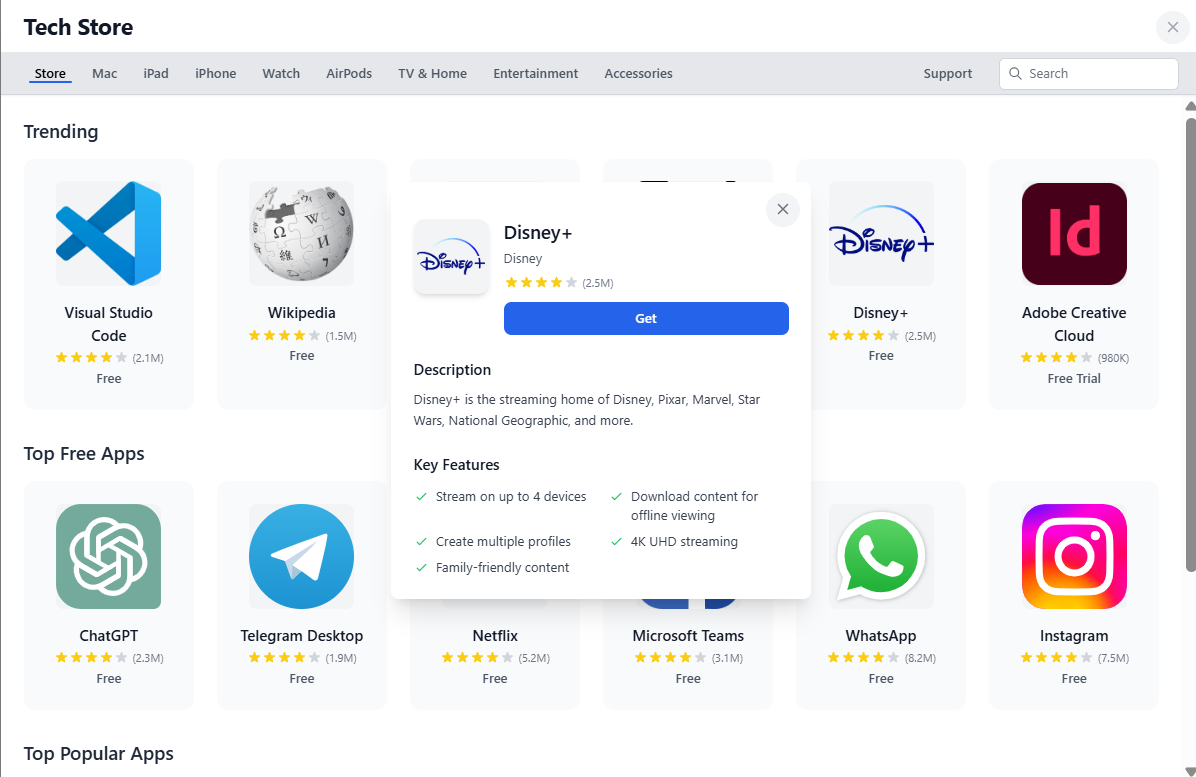 Tech Store
Store Mac iPad iPhone Watch AirPods TV & Home Entertainment Accessories Support Search
Trending
Visual Studio
Code
(2.1M)
Free
Wikipedia
(1.5M)
Free
Disney+
Disney+
Disney
(2.5M)
Get
Description
Disney+ is the streaming home of Disney, Pixar, Marvel, Star
Wars, National Geographic, and more.
Key Features
Stream on up to 4 devices
Download content for
offline viewing
Create multiple profiles
4K UHD streaming
Family-friendly content
Disney+
Disney+
(2.5M)
Free
Id
Adobe Creative
Cloud
(980K)
Free Trial
Top Free Apps
ChatGPT
(2.3M)
Free
Telegram Desktop
(1.9M)
Free
Netflix
(5.2M)
Free
Microsoft Teams
(3.1M)
Free
WhatsApp
(8.2M)
Free
Instagram
(7.5M)
Free
Top Popular Apps